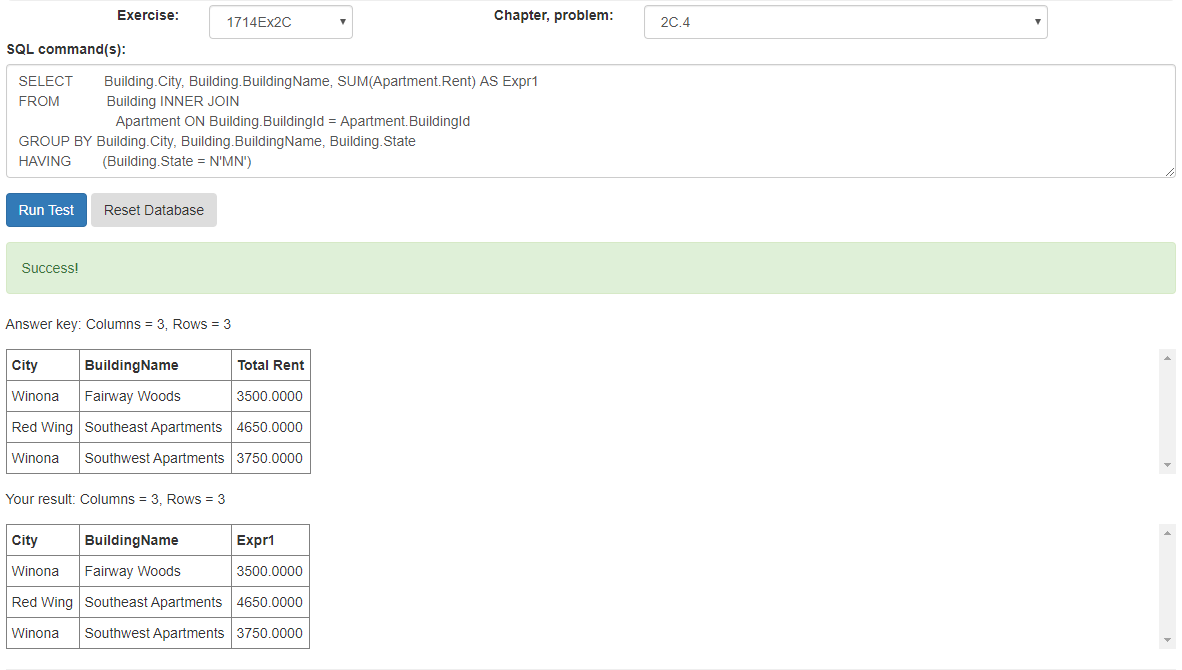 Exercise: 1714Ex2C Chapter, problem: 2C.4
SQL command(s):
SELECT Building.City, Building.BuildingName, SUM(Apartment.Rent) AS Expr1
FROM Building INNER JOIN
Apartment ON Building.BuildingId = Apartment.BuildingId
GROUP BY Building.City, Building.BuildingName, Building.State
HAVING (Building.State = N'MN')
Run Test Reset Database
Success!
Answer key: Columns = 3, Rows = 3
City BuildingName Total Rent
Winona Fairway Woods 3500.0000
Red Wing Southeast Apartments 4650.0000
Winona Southwest Apartments 3750.0000
Your result: Columns = 3, Rows = 3
City BuildingName Expr1
Winona Fairway Woods 3500.0000
Red Wing Southeast Apartments 4650.0000
Winona Southwest Apartments 3750.0000